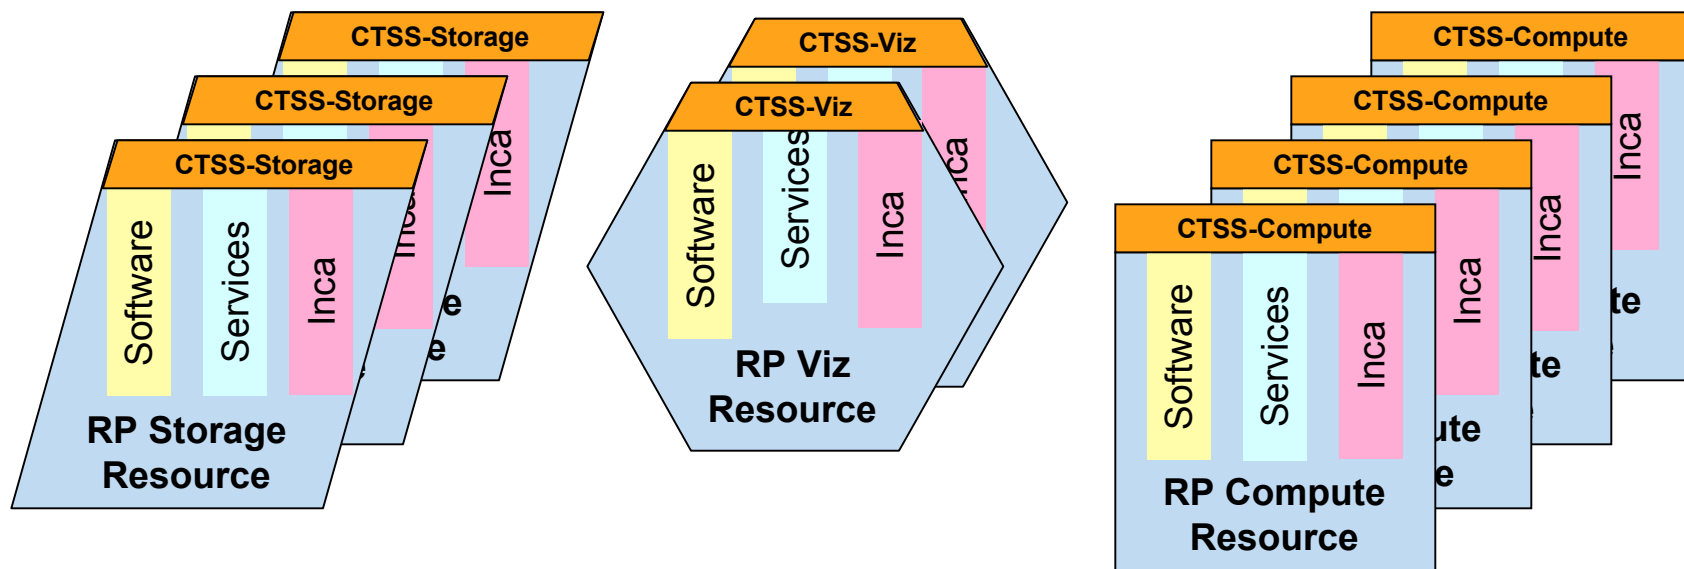 CTSS-Storage
Inca
CTSS-Storage
CTSS-Storage
Software
Services
Inca
RP Storage
Resource
CTSS-Viz
CTSS-Viz
Software
Services
Inca
RP Viz
Resource
CTSS-Compute
Inca
CTSS-Compute
Inca
CTSS-Compute
Inca
CTSS-Compute
Software
Services
Inca
RP Compute
Resource